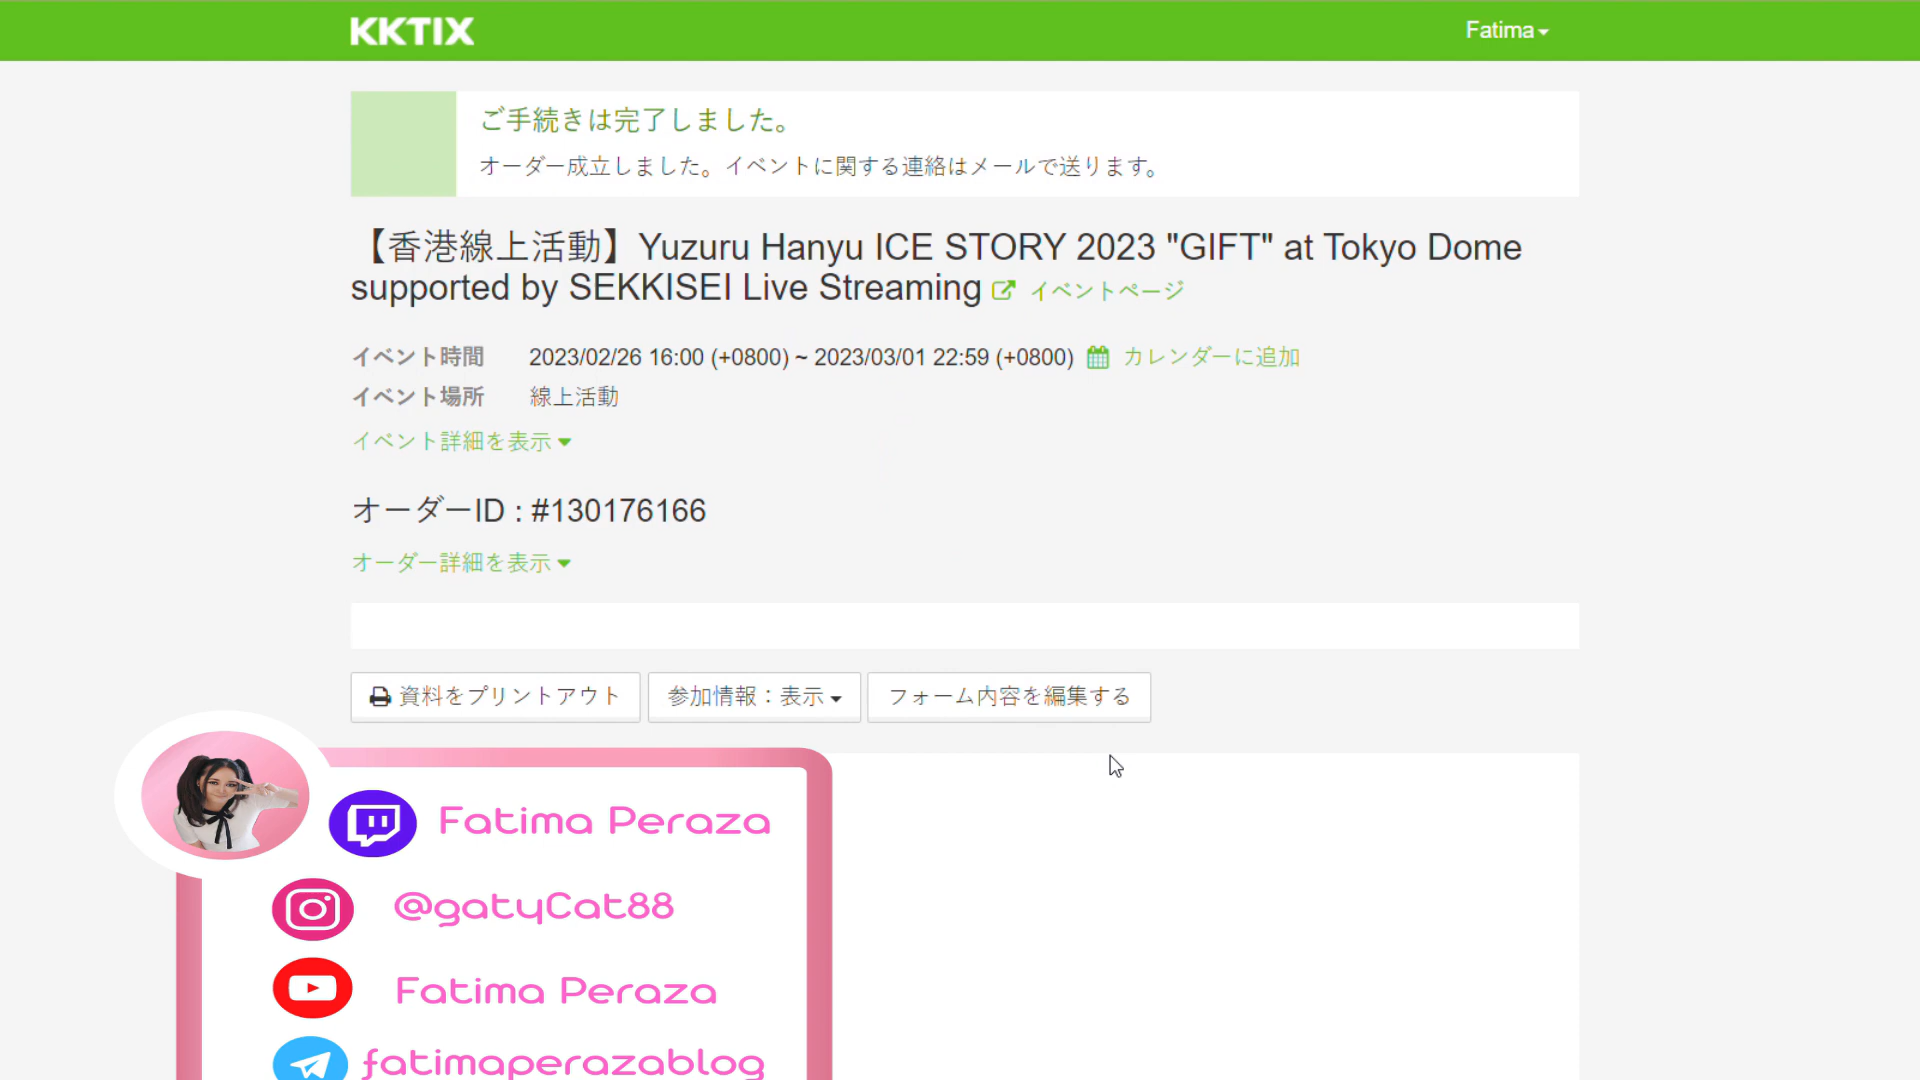 KKTIX
Fatima
ご手続きは完了しました。
オーダー成立しました。イベントに関する連絡はメールで送ります。
【香港線上活動】Yuzuru Hanyu ICE STORY 2023 "GIFT" at Tokyo Dome
supported by SEKKISEI Live Streaming イベントページ
イベント時間 2023/02/26 16:00 (+0800) ~ 2023/03/01 22:59 (+0800) カレンダーに追加
イベント場所 線上活動
イベント詳細を表示
オーダーID : #130176166
オーダー詳細を表示
資料をプリントアウト 参加情報：表示 フォーム内容を編集する
Fatima Peraza
@gatyCat88
Fatima Peraza
fatimaperazablog